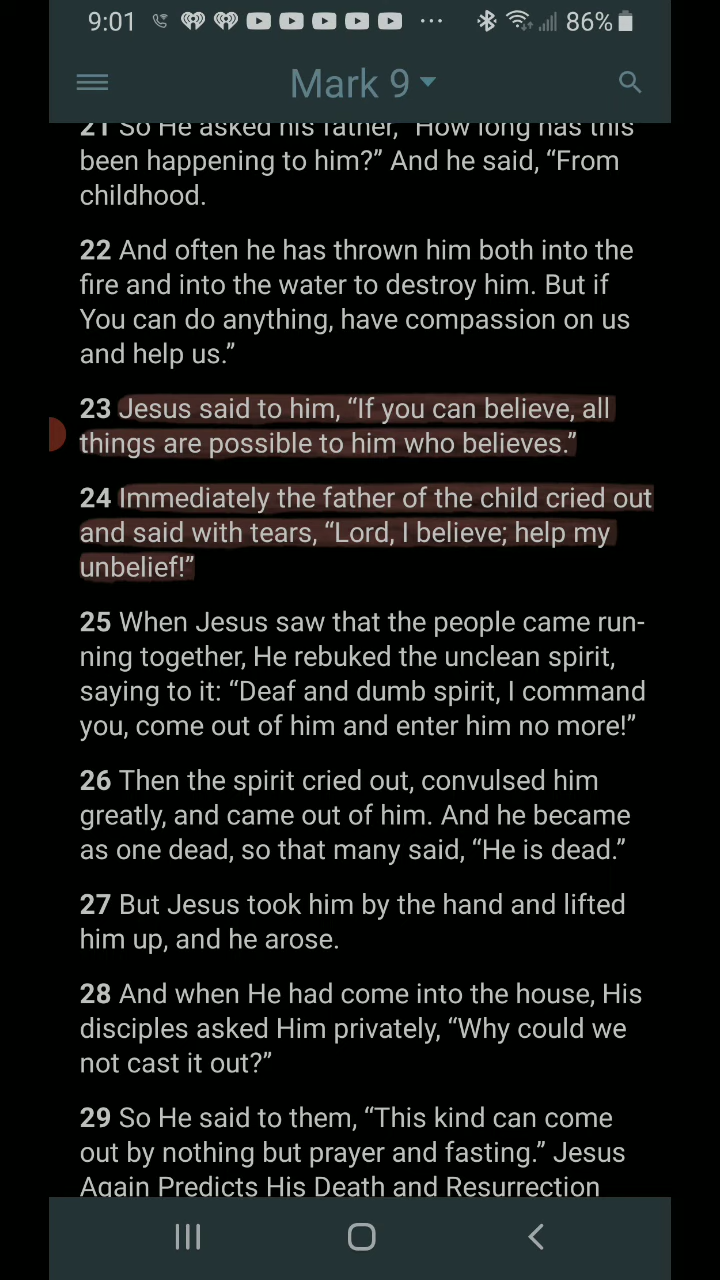 9:01
86%
Mark 9
21 So He asked his father, “How long has this
been happening to him?” And he said, “From
childhood.
22 And often he has thrown him both into the
fire and into the water to destroy him. But if
You can do anything, have compassion on us
and help us.”
23 Jesus said to him, “If you can believe, all
things are possible to him who believes.”
24 Immediately the father of the child cried out
and said with tears, “Lord, I believe; help my
unbelief!”
25 When Jesus saw that the people came run-
ning together, He rebuked the unclean spirit,
saying to it: “Deaf and dumb spirit, I command
you, come out of him and enter him no more!”
26 Then the spirit cried out, convulsed him
greatly, and came out of him. And he became
as one dead, so that many said, “He is dead.”
27 But Jesus took him by the hand and lifted
him up, and he arose.
28 And when He had come into the house, His
disciples asked Him privately, “Why could we
not cast it out?”
29 So He said to them, “This kind can come
out by nothing but prayer and fasting.” Jesus
Again Predicts His Death and Resurrection